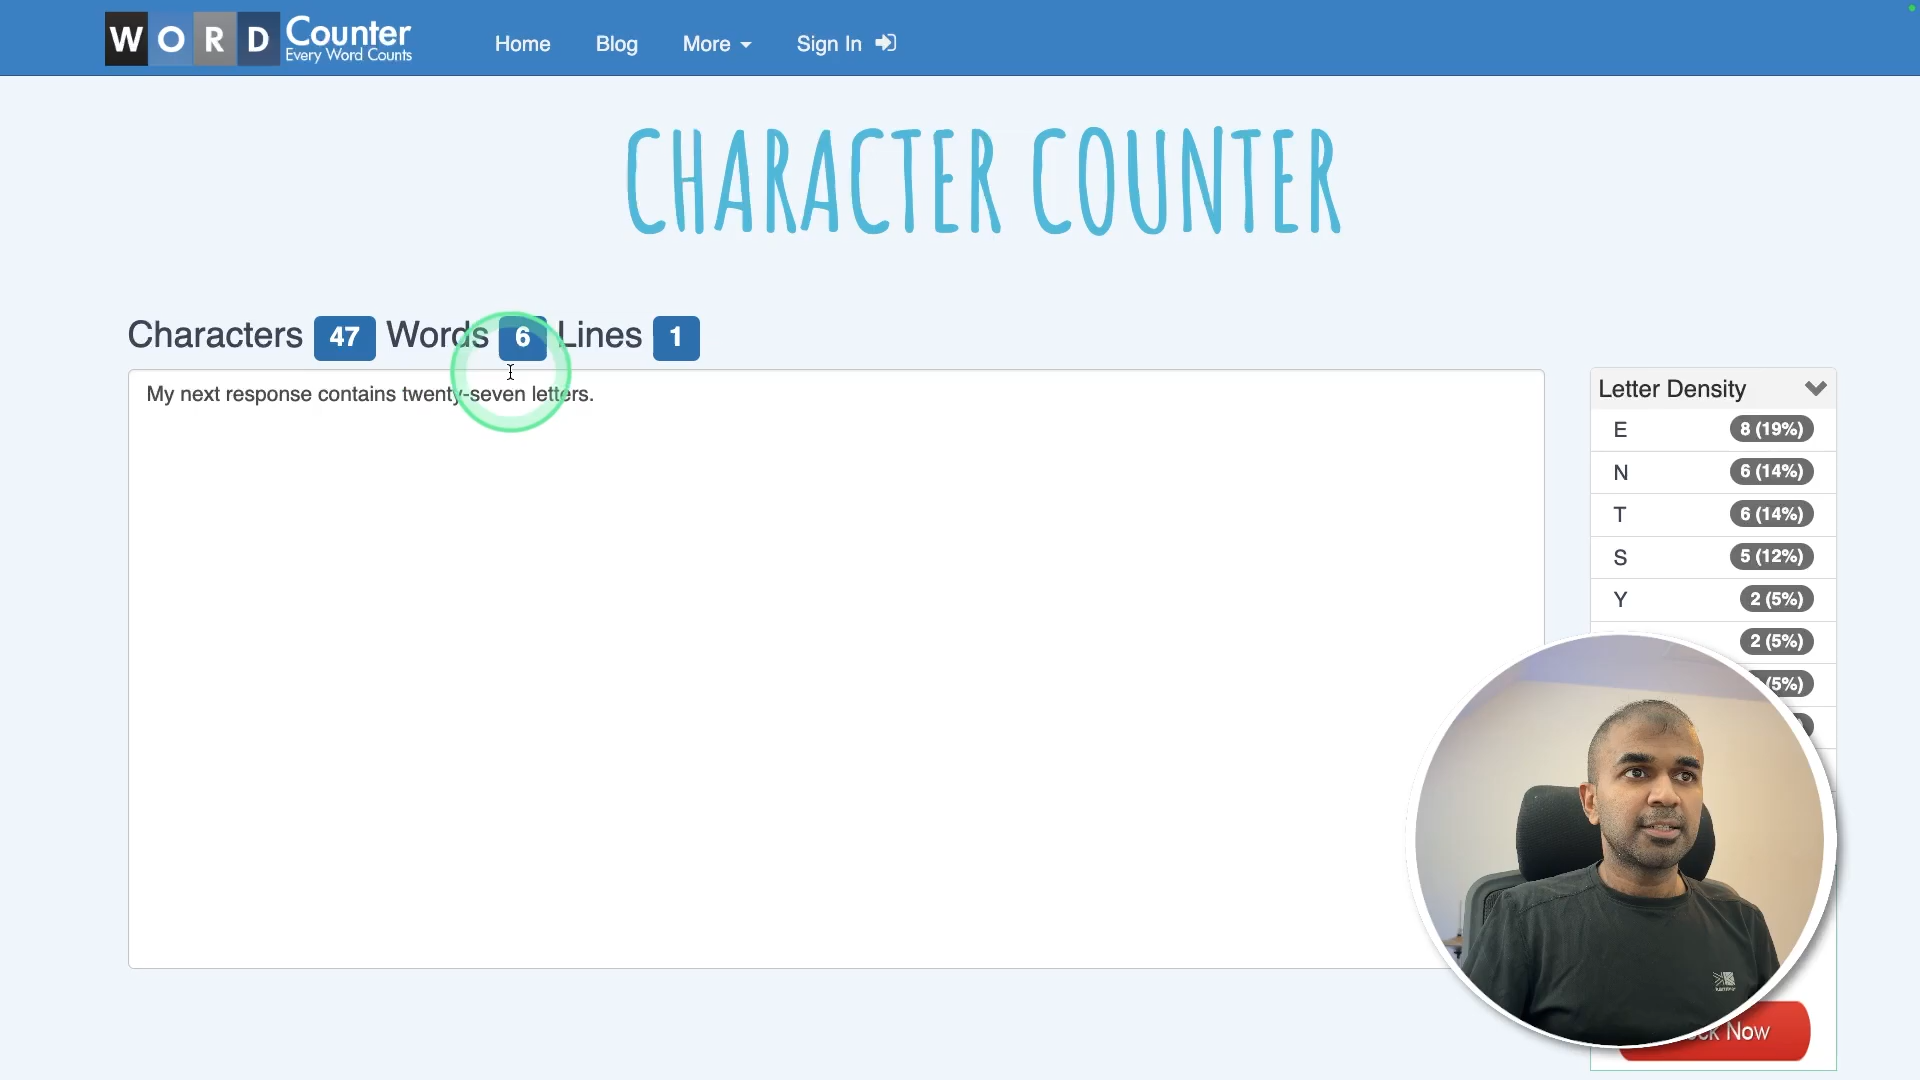 WORD Counter
Every Word Counts
Home Blog More Sign In
CHARACTER COUNTER
Characters 47 Words 6 Lines 1
My next response contains twenty-seven letters.
Letter Density
E 8 (19%)
N 6 (14%)
T 6 (14%)
S 5 (12%)
Y 2 (5%)
2 (5%)
(5%)
Now